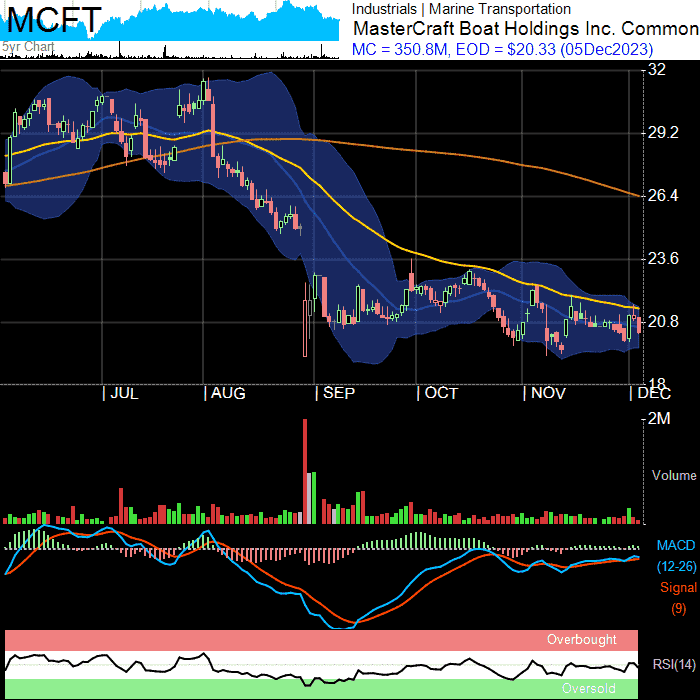 MCFT
5yr Chart
Industrials | Marine Transportation
MasterCraft Boat Holdings Inc. Common
MC = 350.8M, EOD = $20.33 (05Dec2023)
32
29.2
26.4
23.6
20.8
18
JUL
AUG
SEP
OCT
NOV
DEC
2M
Volume
MACD
(12-26)
Signal
(9)
Overbought
RSI(14)
Oversold